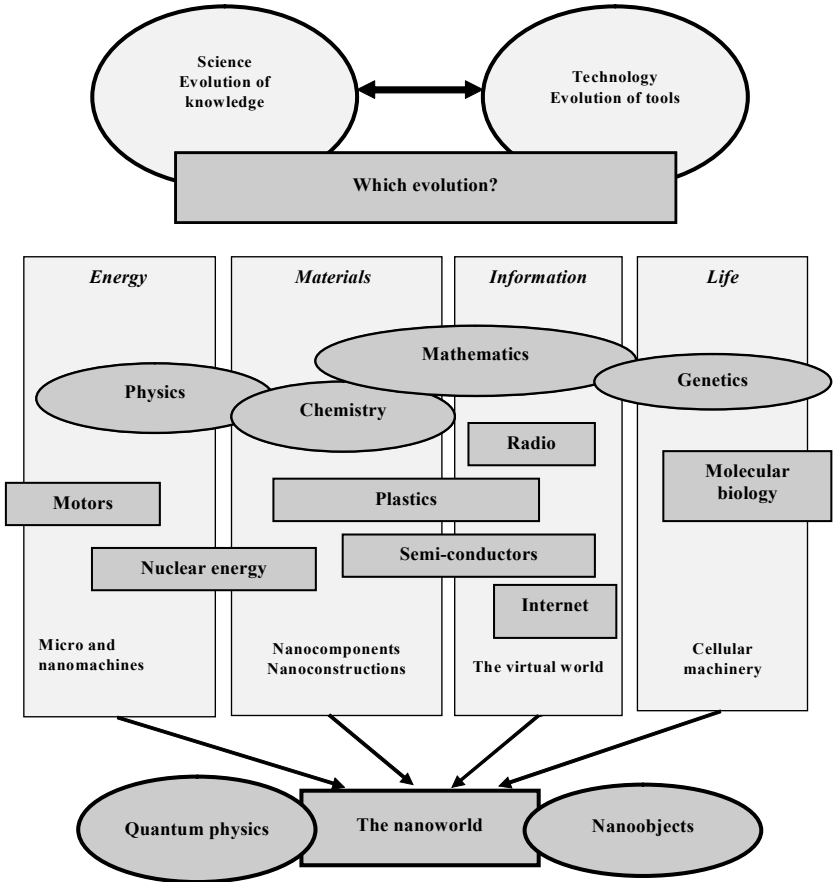 Science
Evolution of
knowledge
Technology
Evolution of tools
Which evolution?
Energy
Materials
Information
Life
Mathematics
Physics
Chemistry
Genetics
Radio
Molecular
biology
Motors
Plastics
Nuclear energy
Semi-conductors
Internet
Micro and
nanomachines
Nanocomponents
Nanoconstructions
The virtual world
Cellular
machinery
Quantum physics
The nanoworld
Nanoobjects